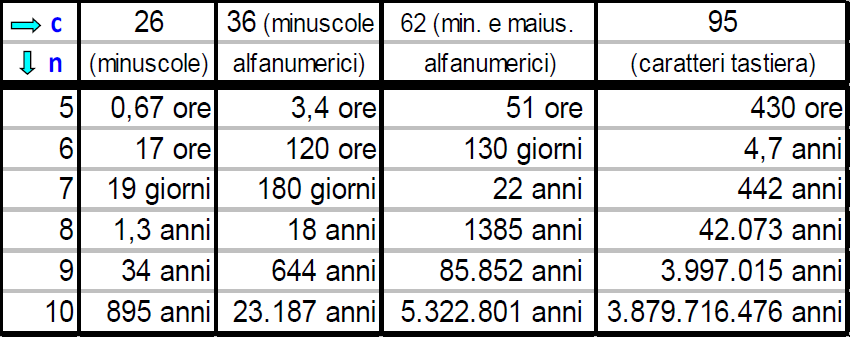 c 26 36 (minuscole 62 (min. e maius. 95
n (minuscole) alfanumerici) alfanumerici) (caratteri tastiera)
5 0,67 ore 3,4 ore 51 ore 430 ore
6 17 ore 120 ore 130 giorni 4,7 anni
7 19 giorni 180 giorni 22 anni 442 anni
8 1,3 anni 18 anni 1385 anni 42.073 anni
9 34 anni 644 anni 85.852 anni 3.997.015 anni
10 895 anni 23.187 anni 5.322.801 anni 3.879.716.476 anni